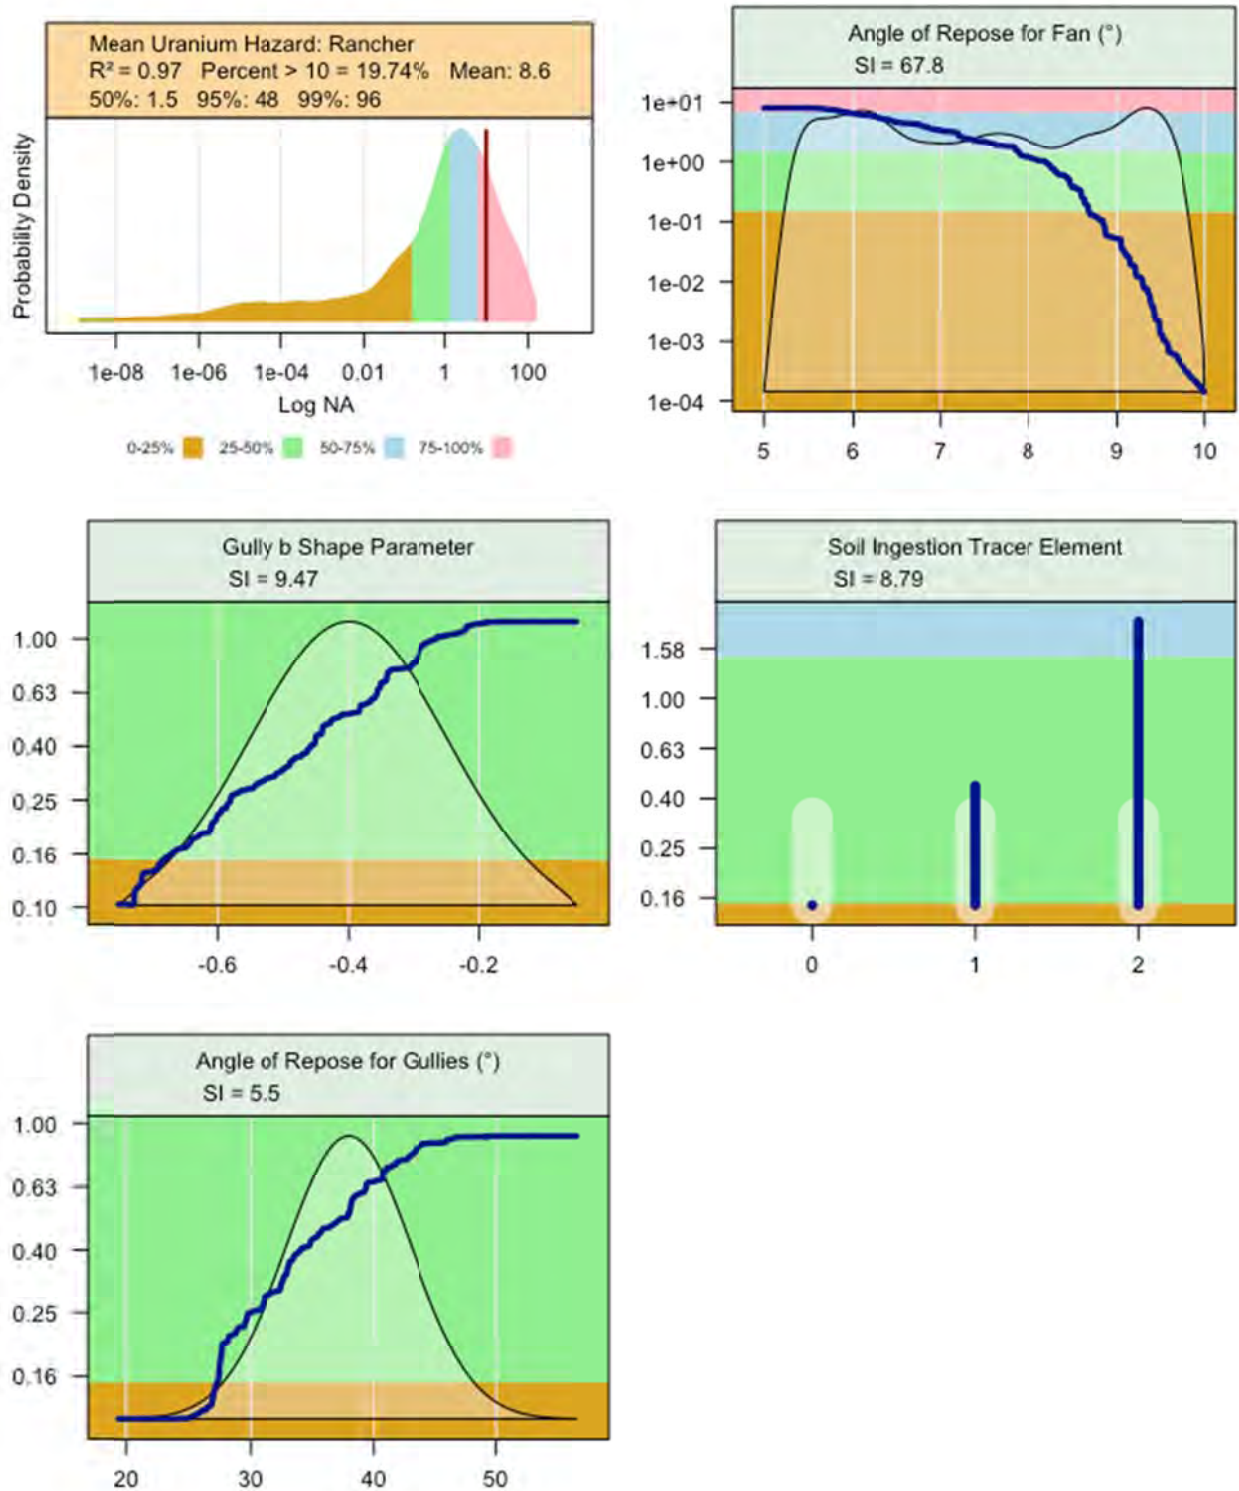 Mean Uranium Hazard: Rancher
R² = 0.97 Percent > 10 = 19.74% Mean: 8.6
50%: 1.5 95%: 48 99%: 96
Probability Density
1e-08 1e-06 1e-04 0.01 1 100
Log NA
0-25% 25-50% 50-75% 75-100%
Angle of Repose for Fan (°)
SI = 67.8
1e+01
1e+00
1e-01
1e-02
1e-03
1e-04
5 6 7 8 9 10
Gully b Shape Parameter
SI = 9.47
1.00
0.63
0.40
0.25
0.16
0.10
-0.6 -0.4 -0.2
Soil Ingestion Tracer Element
SI = 8.79
1.58
1.00
0.63
0.40
0.25
0.16
0 1 2
Angle of Repose for Gullies (°)
SI = 5.5
1.00
0.63
0.40
0.25
0.16
20 30 40 50